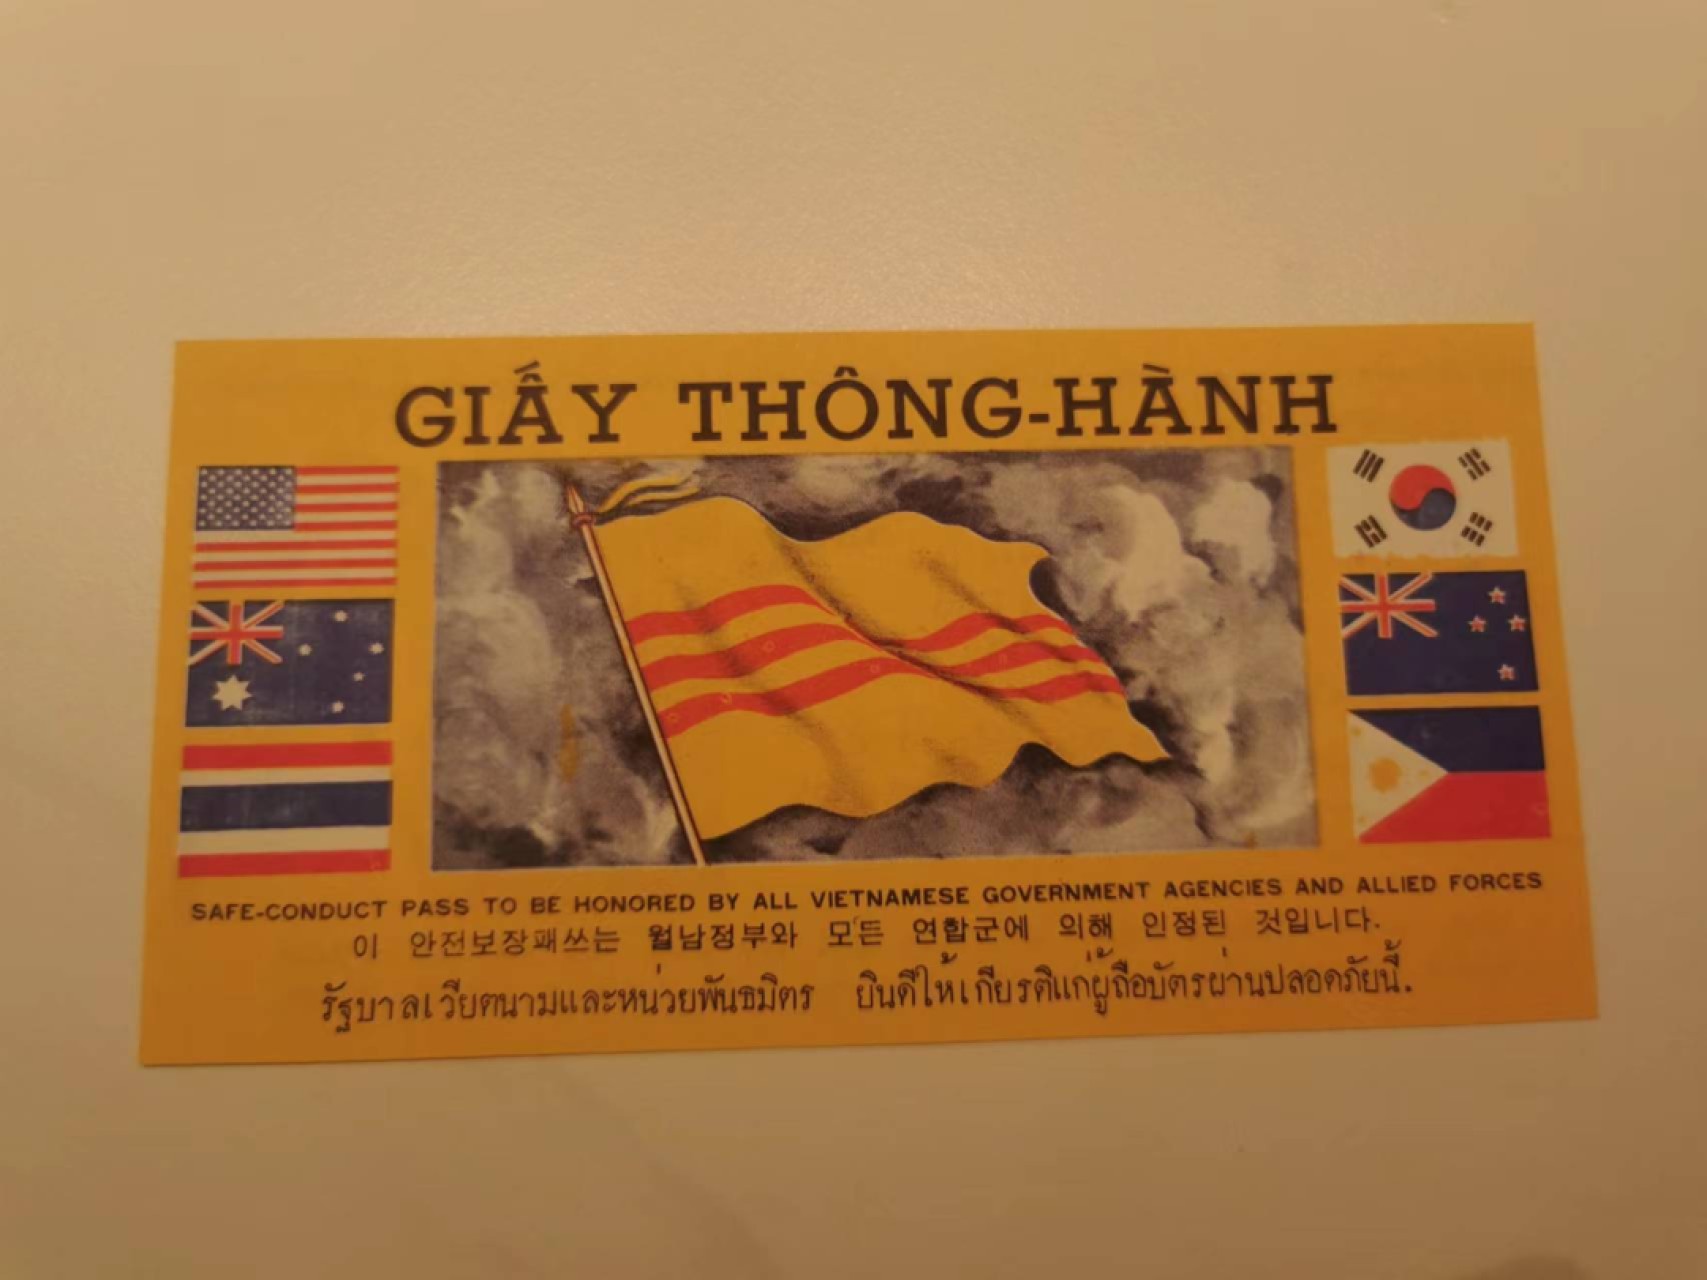 GIẤY THÔNG-HÀNH
SAFE-CONDUCT PASS TO BE HONORED BY ALL VIETNAMESE GOVERNMENT AGENCIES AND ALLIED FORCES
이 안전보장패쓰는 월남정부와 모든 연합군에 의해 인정된 것입니다.
รัฐบาลเวียตนามและหน่วยพันธมิตร ยินดีให้เกียรติแก่ผู้ถือบัตรผ่านปลอดภัยนี้.